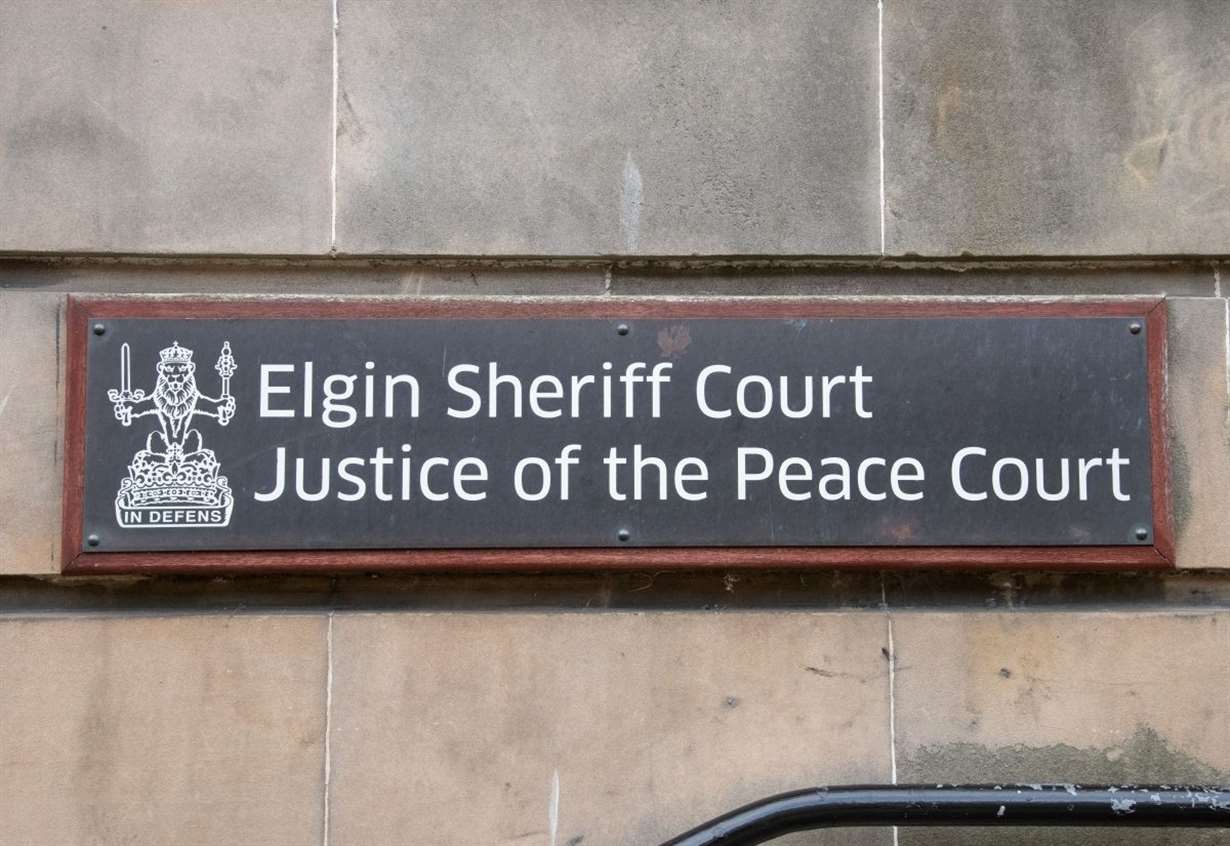 Elgin Sheriff Court
Justice of the Peace Court
IN DEFENS